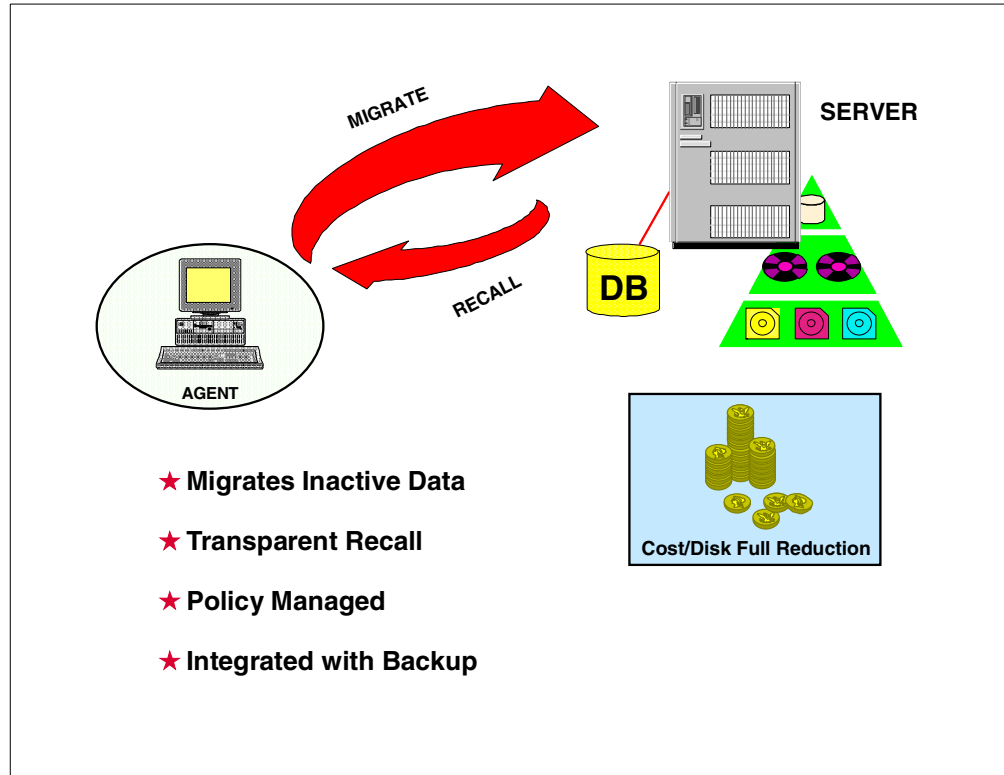 MIGRATE
SERVER
RECALL
DB
AGENT
Migrates Inactive Data
Transparent Recall
Policy Managed
Integrated with Backup
Cost/Disk Full Reduction